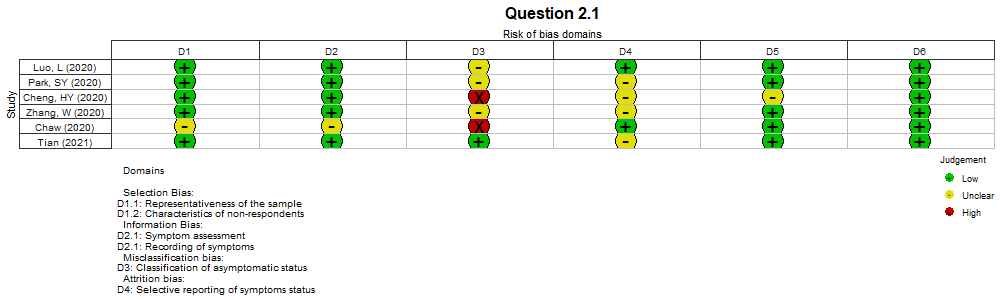 Question 2.1
Risk of bias domains
D1 D2 D3 D4 D5 D6
Study
Luo, L (2020) + + - + + +
Park, SY (2020) + + - - + +
Cheng, HY (2020) + + X - - +
Zhang, W (2020) + + - - + +
Chaw (2020) - - X + + +
Tian (2021) + + + - + +
Domains
Selection Bias:
D1.1: Representativeness of the sample
D1.2: Characteristics of non-respondents
Information Bias:
D2.1: Symptom assessment
D2.1: Recording of symptoms
Misclassification bias:
D3: Classification of asymptomatic status
Attrition bias:
D4: Selective reporting of symptoms status
Judgement
+ Low
- Unclear
x High